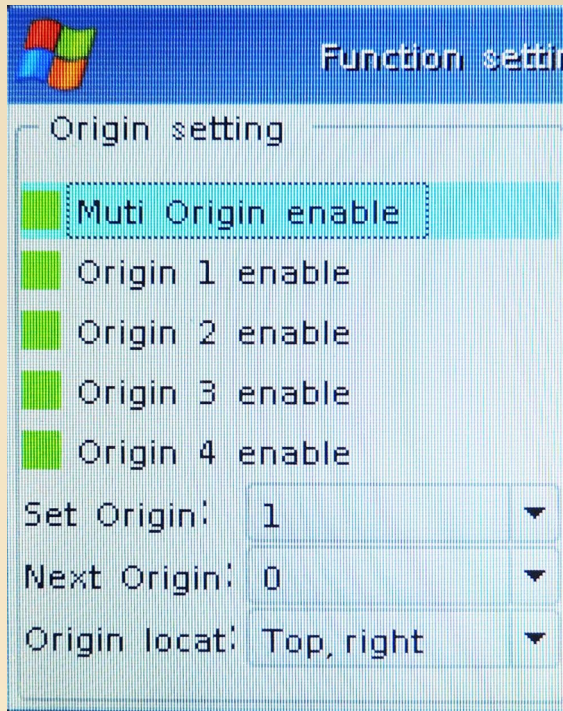 Function settin
Origin setting
Muti Origin enable
Origin 1 enable
Origin 2 enable
Origin 3 enable
Origin 4 enable
Set Origin: 1
Next Origin: 0
Origin locat: Top, right